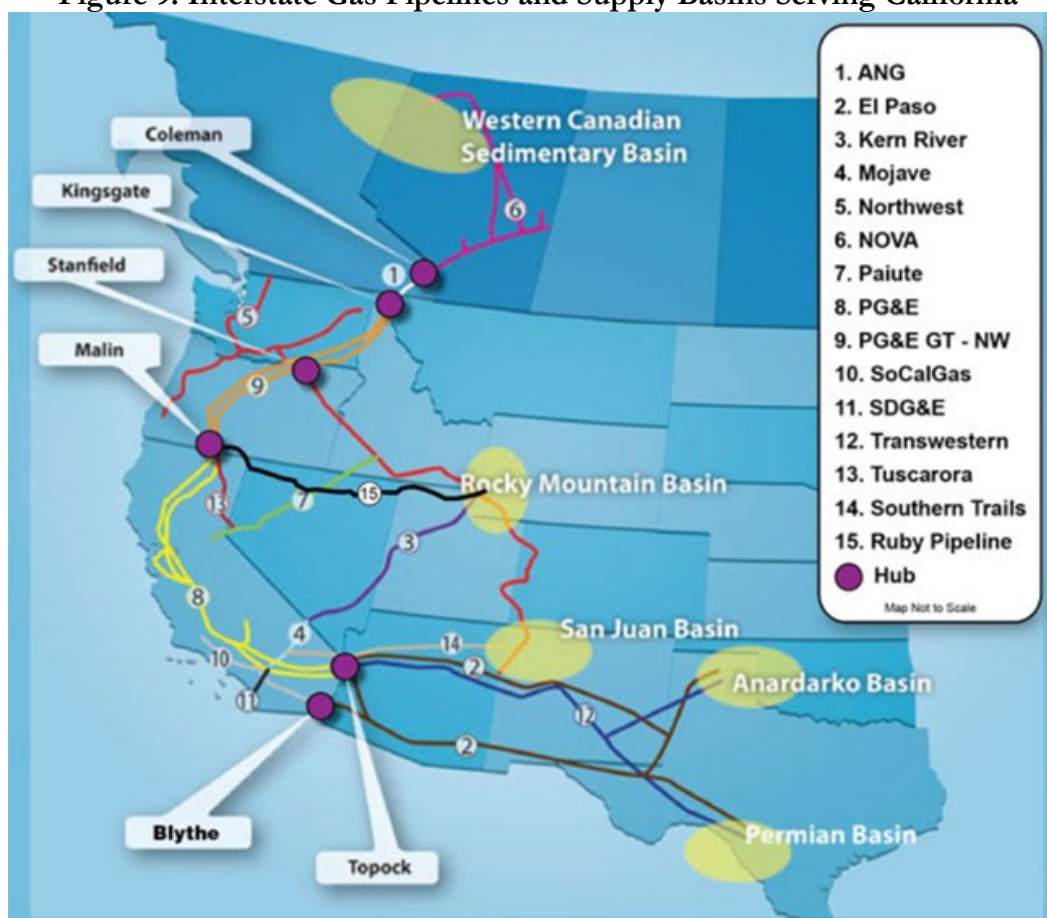 Figure 9. Interstate Gas Pipelines and Supply Basins Serving California
1. ANG
2. El Paso
3. Kern River
4. Mojave
5. Northwest
6. NOVA
7. Paiute
8. PG&E
9. PG&E GT - NW
10. SoCalGas
11. SDG&E
12. Transwestern
13. Tuscarora
14. Southern Trails
15. Ruby Pipeline
Hub
Map Not to Scale
Western Canadian
Sedimentary Basin
Coleman
Kingsgate
Stanfield
Malin
6
1
5
9
Rocky Mountain Basin
15
7
13
3
8
4
14
San Juan Basin
10
2
Anardarko Basin
11
12
2
Blythe
Permian Basin
Topock